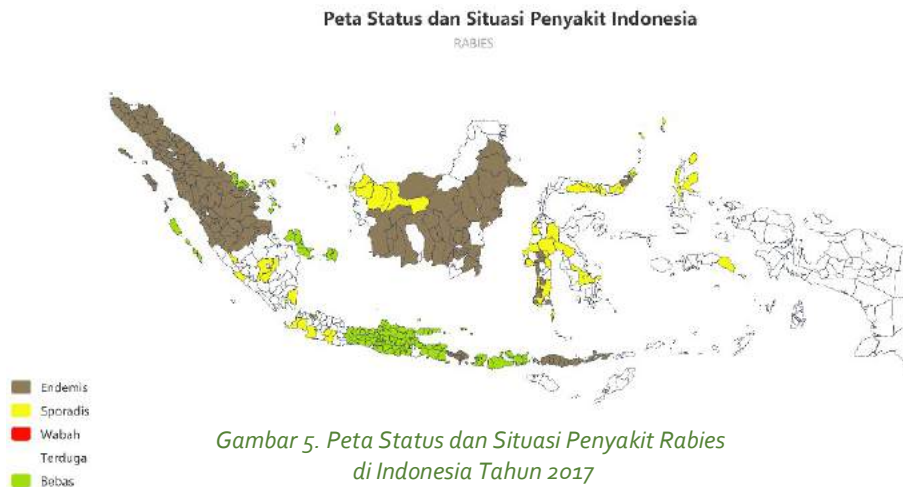 Peta Status dan Situasi Penyakit Indonesia
RABIES
Endemis
Sporadis
Wabah
Terduga
Bebas
Gambar 5. Peta Status dan Situasi Penyakit Rabies
di Indonesia Tahun 2017